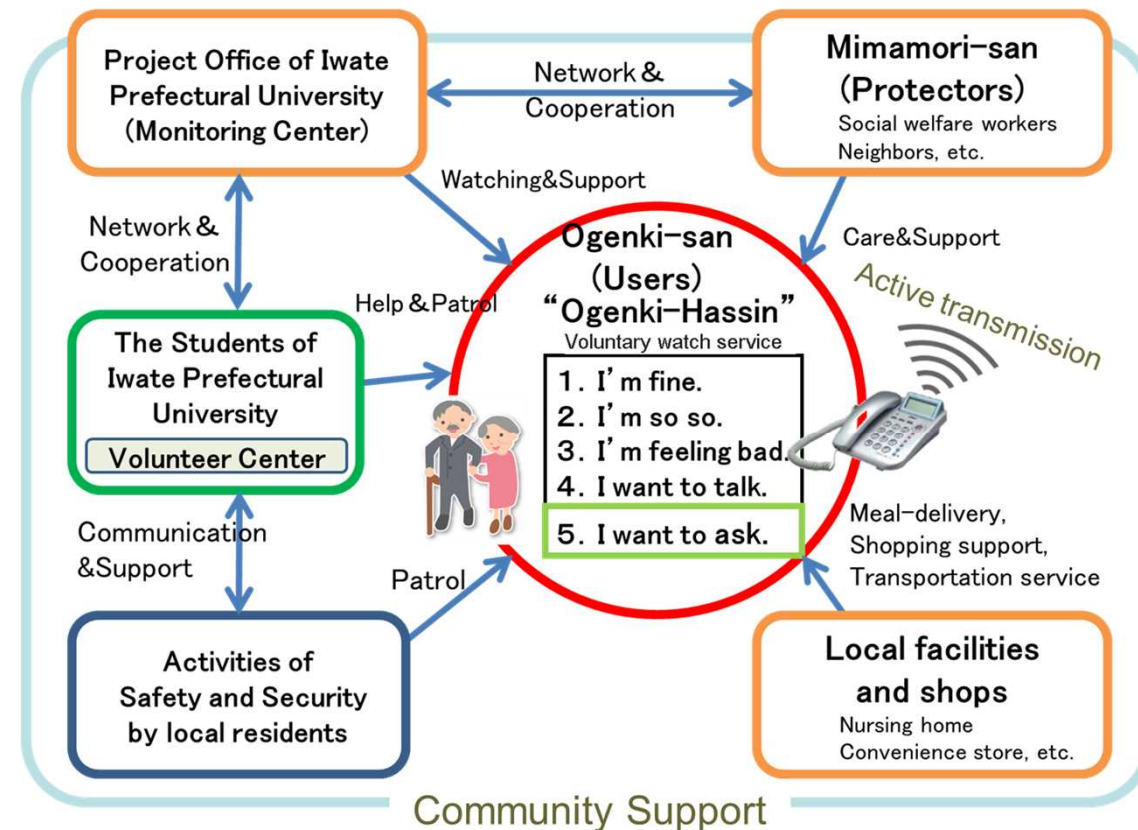 Project Office of Iwate
Prefectural University
(Monitoring Center)
Network &
Cooperation
Mimamori-san
(Protectors)
Social welfare workers
Neighbors, etc.
Watching&Support
Network &
Cooperation
Care&Support
Active transmission
Help &Patrol
Ogenki-san
(Users)
“Ogenki-Hassin”
Voluntary watch service
1. I'm fine.
2. I'm so so.
3. I'm feeling bad.
4. I want to talk.
5. I want to ask.
The Students of
Iwate Prefectural
University
Volunteer Center
Communication
&Support
Patrol
Meal-delivery,
Shopping support,
Transportation service
Activities of
Safety and Security
by local residents
Local facilities
and shops
Nursing home
Convenience store, etc.
Community Support